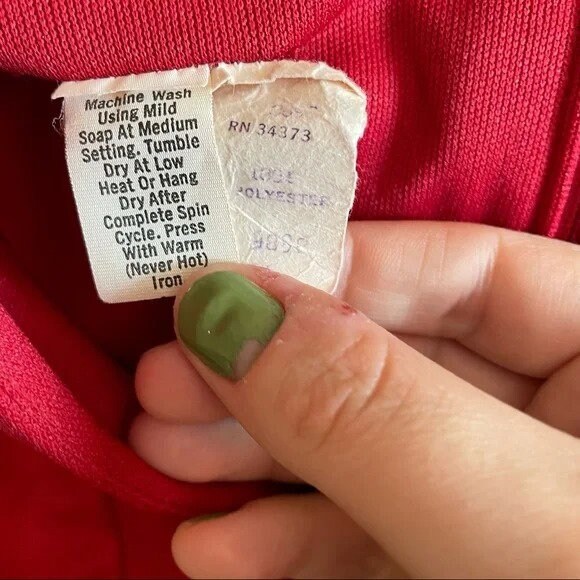 Machine Wash
Using Mild
Soap At Medium
Setting. Tumble
Dry At Low
Heat Or Hang
Dry After
Complete Spin
Cycle. Press
With Warm
(Never Hot)
Iron
RN 34373
POLYESTER